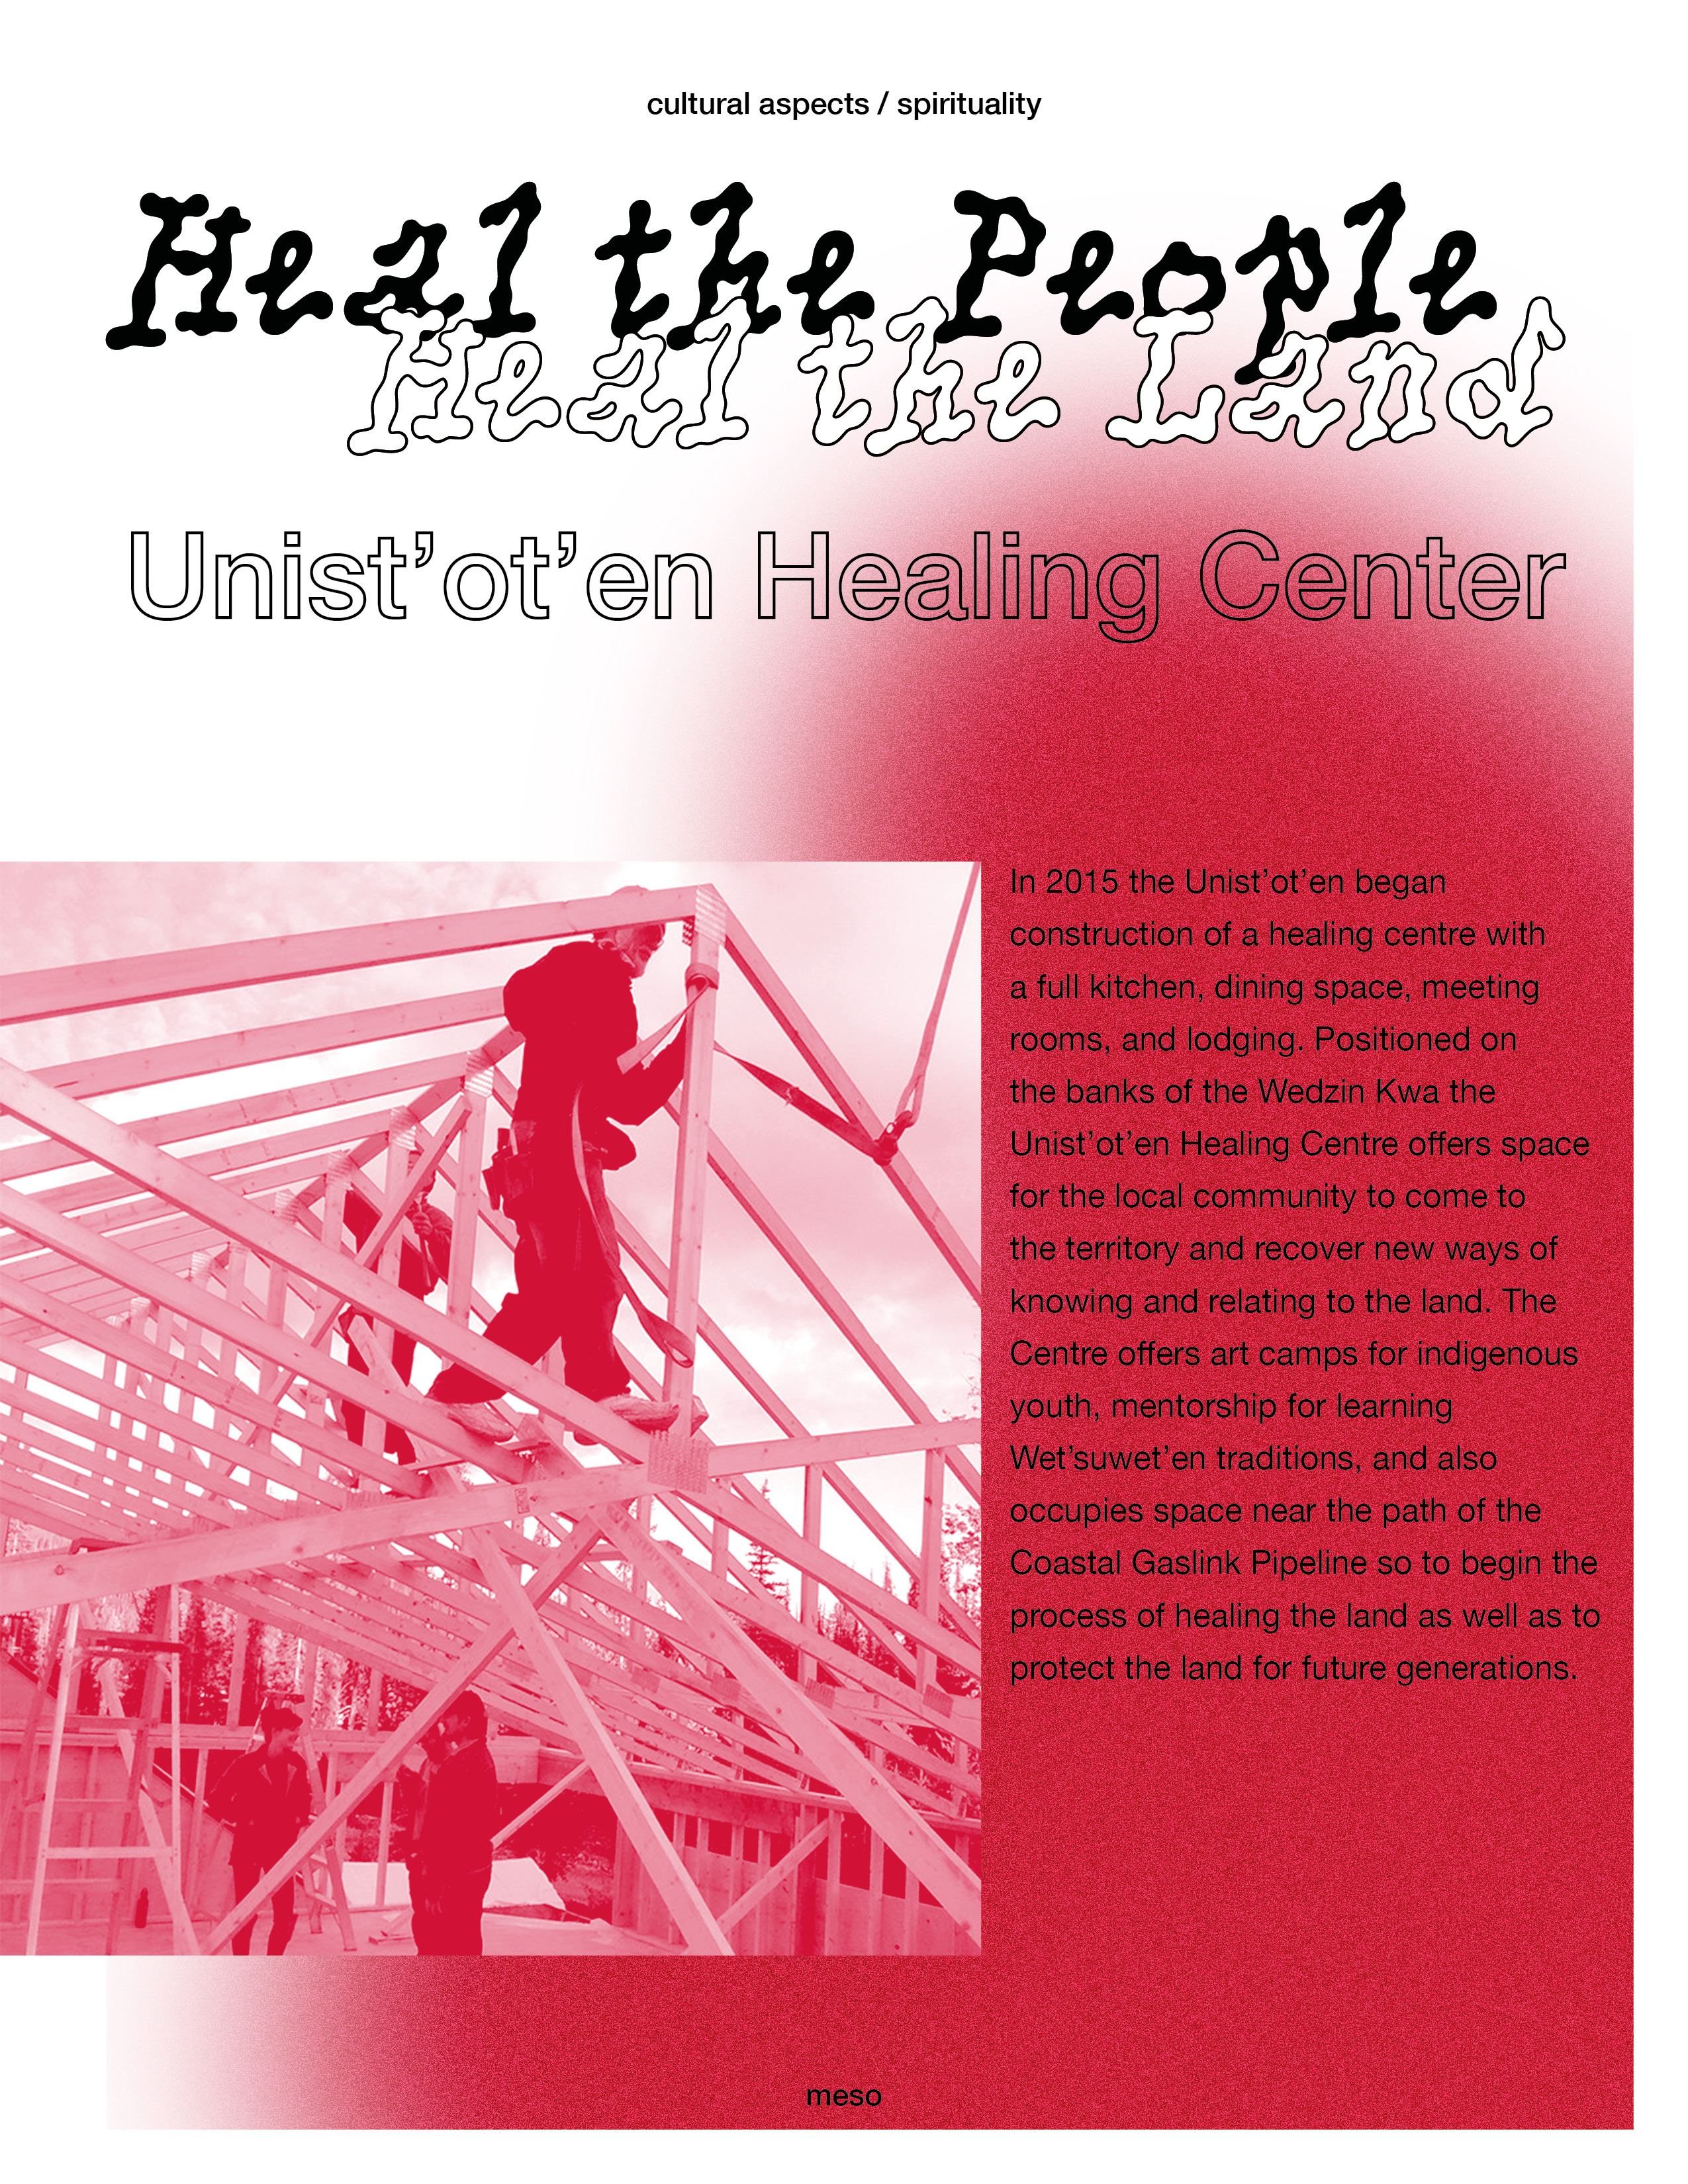 cultural aspects / spirituality
Heal the People
Heal the Land
Unist’ot’en Healing Center
In 2015 the Unist’ot’en began
construction of a healing centre with
a full kitchen, dining space, meeting
rooms, and lodging. Positioned on
the banks of the Wedzin Kwa the
Unist’ot’en Healing Centre offers space
for the local community to come to
the territory and recover new ways of
knowing and relating to the land. The
Centre offers art camps for indigenous
youth, mentorship for learning
Wet’suwet’en traditions, and also
occupies space near the path of the
Coastal Gaslink Pipeline so to begin the
process of healing the land as well as to
protect the land for future generations.
meso